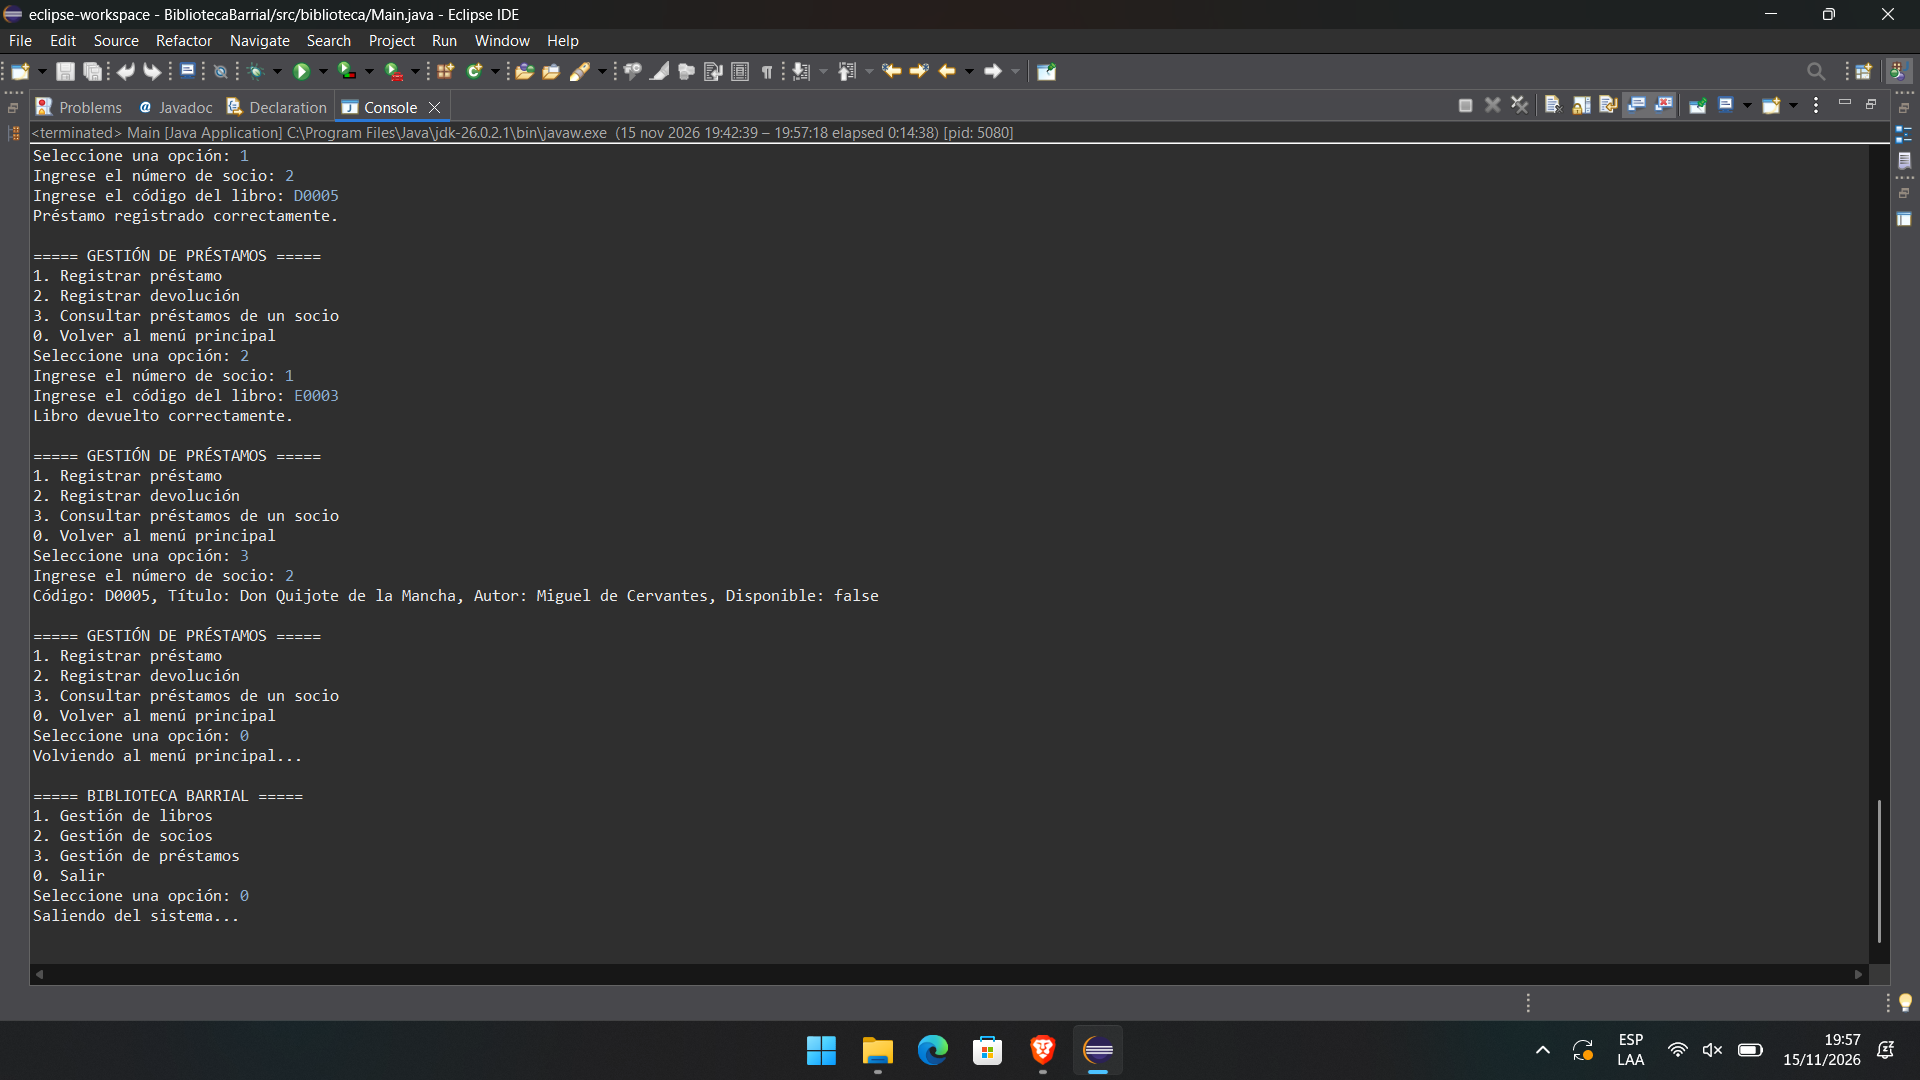 eclipse-workspace - BibliotecaBarrial/src/biblioteca/Main.java - Eclipse IDE
File Edit Source Refactor Navigate Search Project Run Window Help
Problems Javadoc Declaration Console
<terminated> Main [Java Application] C:\Program Files\Java\jdk-26.0.2.1\bin\javaw.exe (15 nov 2026 19:42:39 – 19:57:18 elapsed 0:14:38) [pid: 5080]
Seleccione una opción: 1
Ingrese el número de socio: 2
Ingrese el código del libro: D0005
Préstamo registrado correctamente.
===== GESTIÓN DE PRÉSTAMOS =====
1. Registrar préstamo
2. Registrar devolución
3. Consultar préstamos de un socio
0. Volver al menú principal
Seleccione una opción: 2
Ingrese el número de socio: 1
Ingrese el código del libro: E0003
Libro devuelto correctamente.
===== GESTIÓN DE PRÉSTAMOS =====
1. Registrar préstamo
2. Registrar devolución
3. Consultar préstamos de un socio
0. Volver al menú principal
Seleccione una opción: 3
Ingrese el número de socio: 2
Código: D0005, Título: Don Quijote de la Mancha, Autor: Miguel de Cervantes, Disponible: false
===== GESTIÓN DE PRÉSTAMOS =====
1. Registrar préstamo
2. Registrar devolución
3. Consultar préstamos de un socio
0. Volver al menú principal
Seleccione una opción: 0
Volviendo al menú principal...
===== BIBLIOTECA BARRIAL =====
1. Gestión de libros
2. Gestión de socios
3. Gestión de préstamos
0. Salir
Seleccione una opción: 0
Saliendo del sistema...
ESP
LAA
19:57
15/11/2026